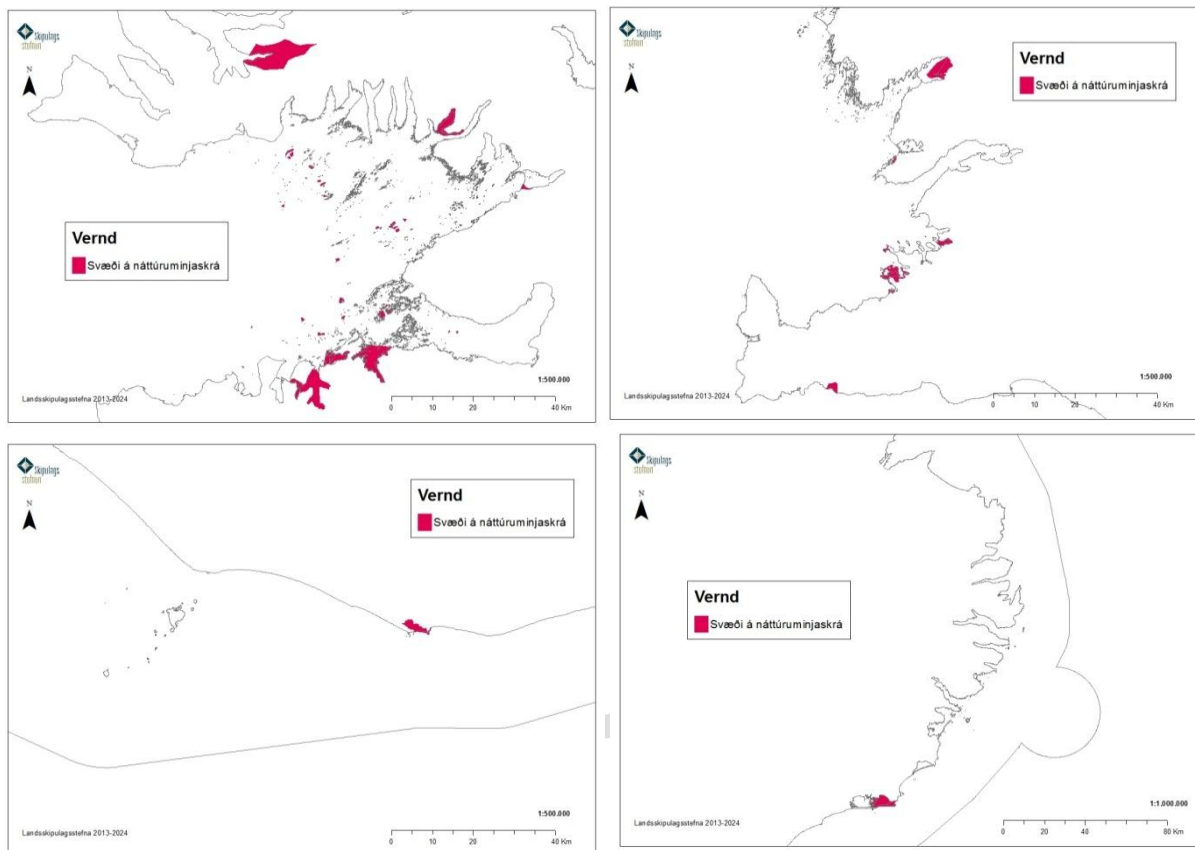 Skipulags
stofnun
N
Vernd
Svæði á náttúruminjaskrá
1:500.000
0 10 20 40 Km
Landsskipulagsstefna 2013-2024
Skipulags
stofnun
N
Vernd
Svæði á náttúruminjaskrá
1:500.000
0 10 20 40 Km
Landsskipulagsstefna 2013-2024
Skipulags
stofnun
N
Vernd
Svæði á náttúruminjaskrá
1:500.000
0 10 20 40 Km
Landsskipulagsstefna 2013-2024
Skipulags
stofnun
N
Vernd
Svæði á náttúruminjaskrá
1:1.000.000
0 20 40 80 Km
Landsskipulagsstefna 2013-2024